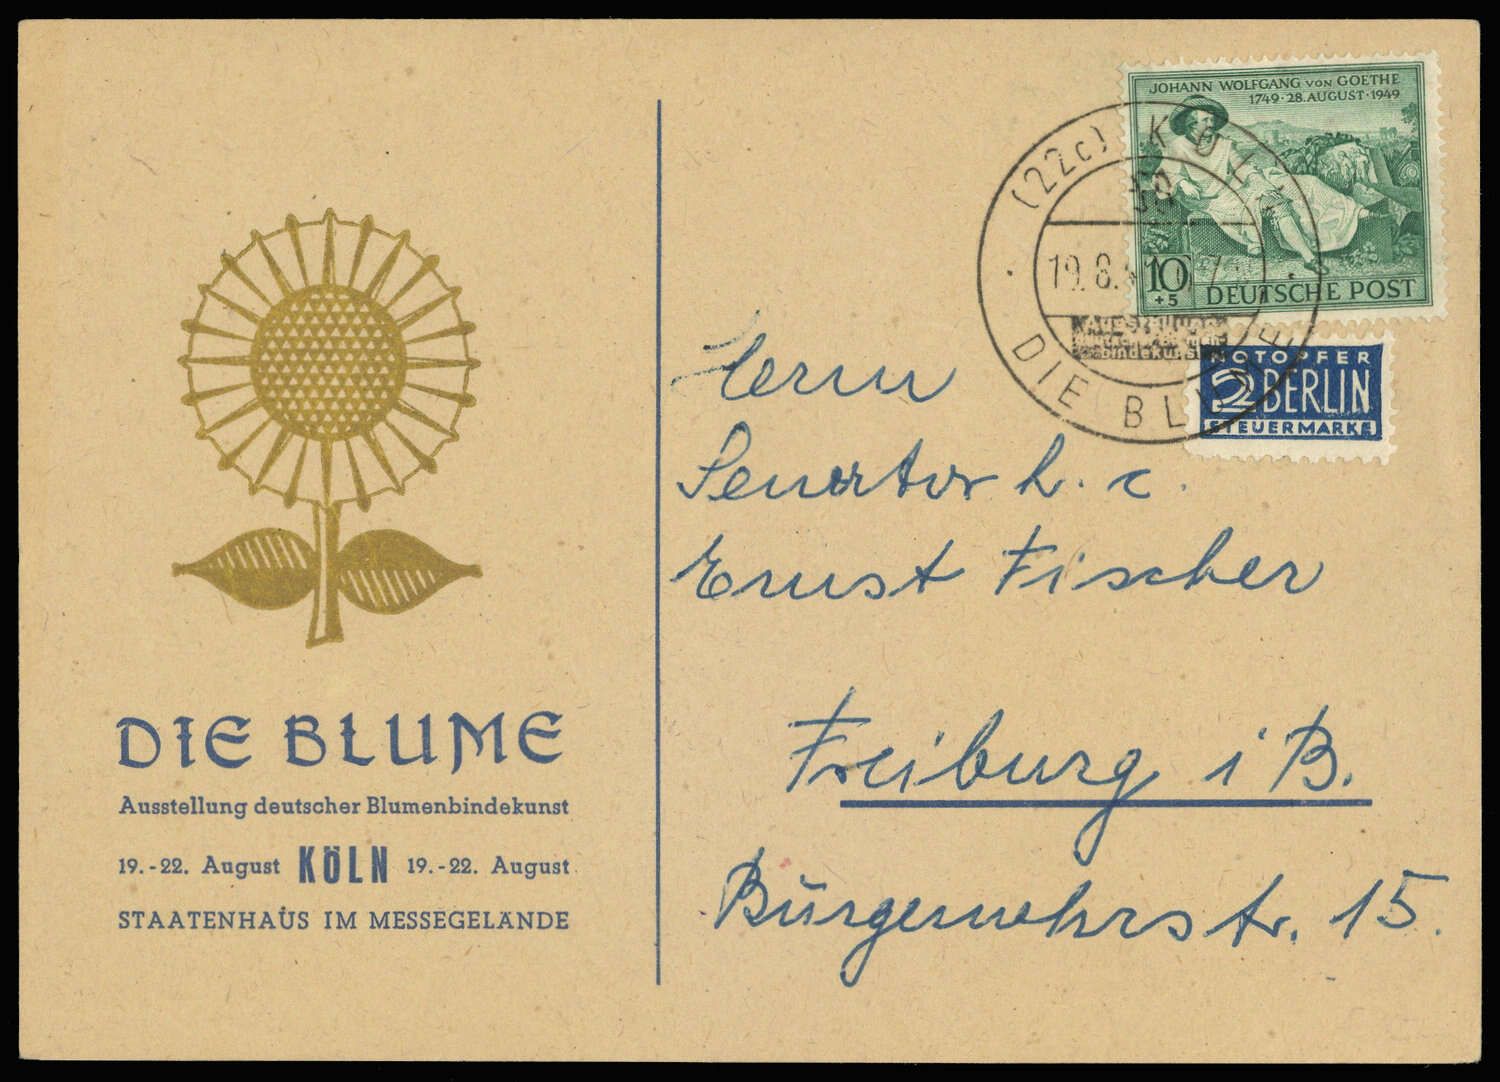 DIE BLUME
Ausstellung deutscher Blumenbindekunst
19.-22. August KÖLN 19.-22. August
STAATENHAUS IM MESSEGELÄNDE
JOHANN WOLFGANG VON GOETHE
1749·28.AUGUST·1949
10
+5
DEUTSCHE POST
(22c) KÖLN
19.8.
AUSSTELLUNG
bindekunst
DIE BLUME
NOTOPFER
2 BERLIN
STEUERMARKE
Herrn
Senator h. c.
Ernst Fischer
Freiburg i B.
Bürgerwehrstr. 15.